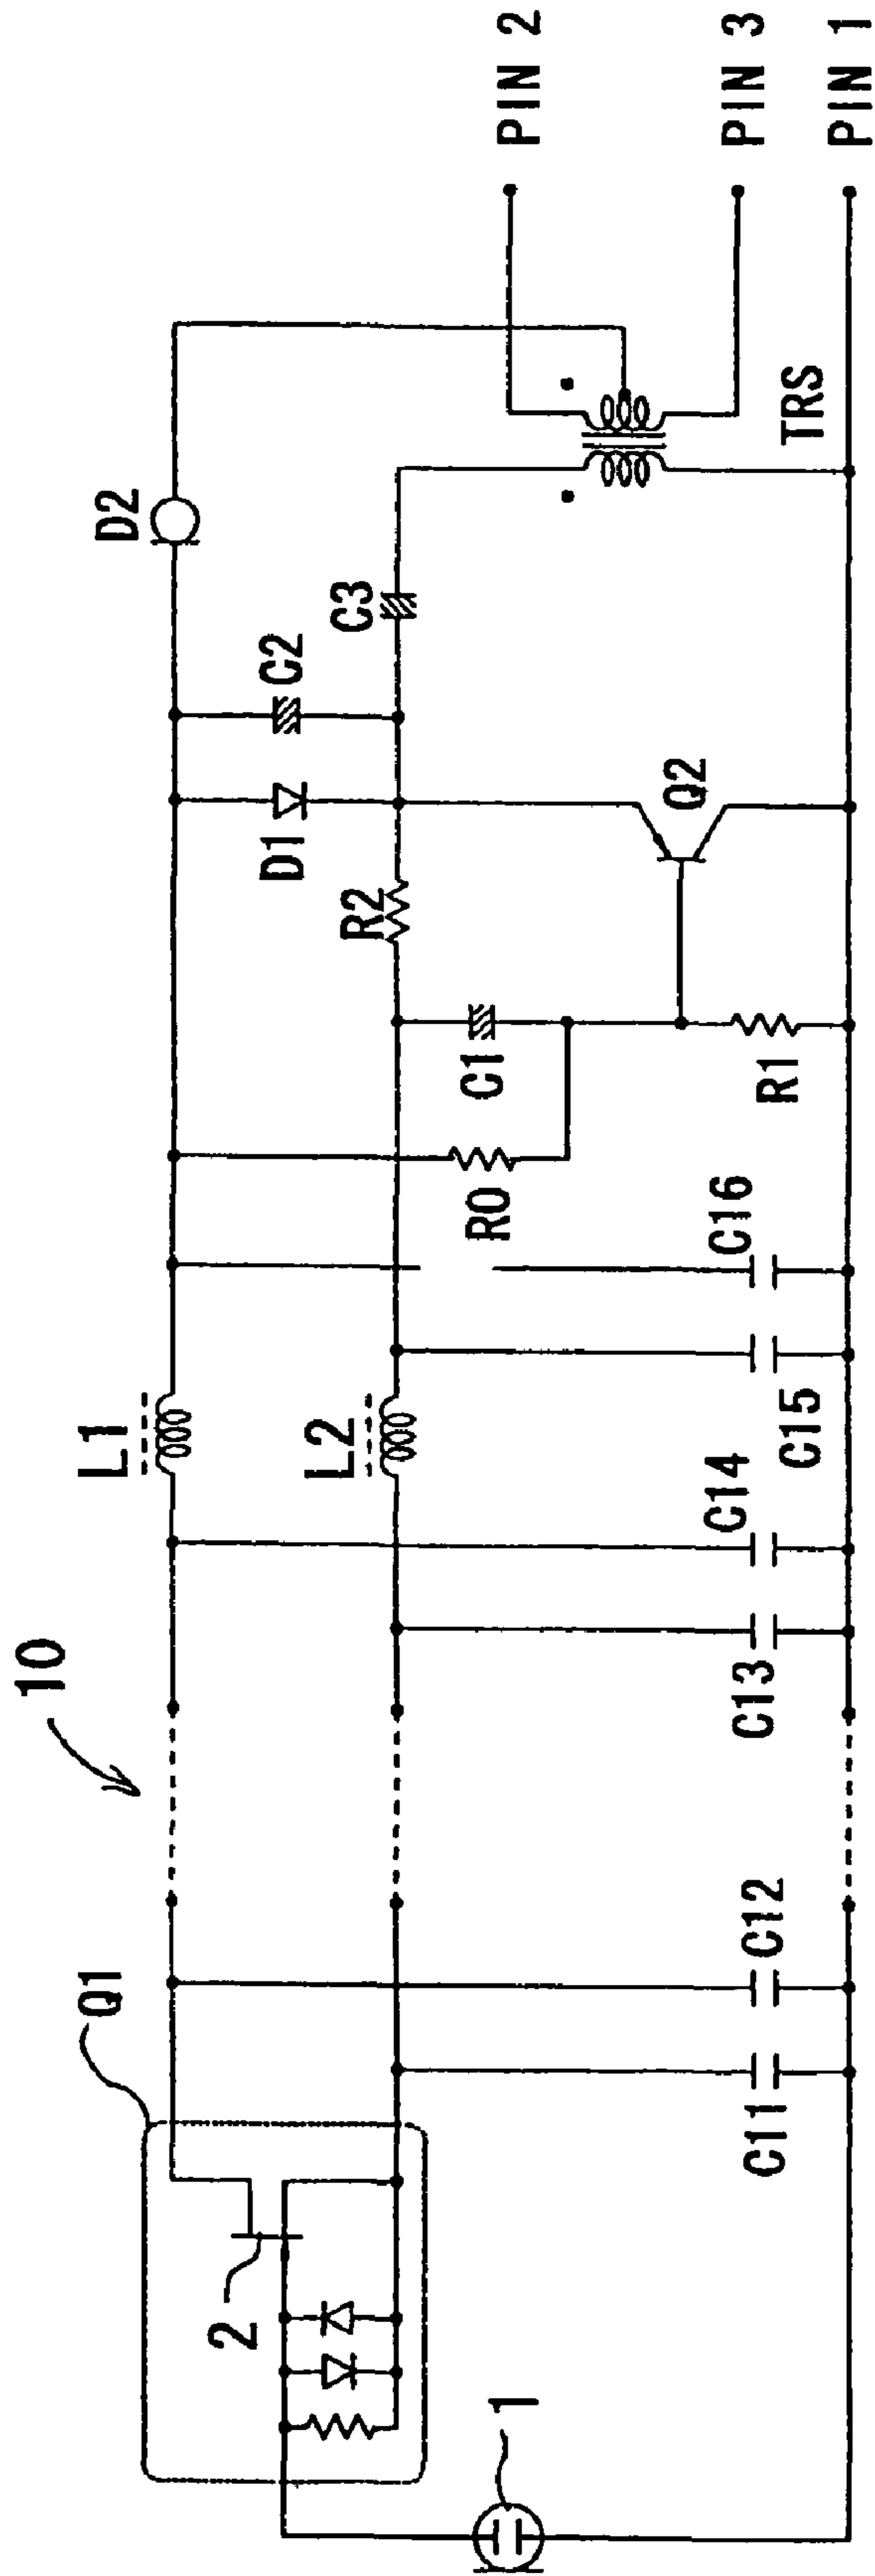 10
Q1
2
1
C11
C12
C13
C14
C15
C16
L1
L2
R0
C1
R1
R2
D1
C2
Q2
C3
D2
TRS
PIN 2
PIN 3
PIN 1